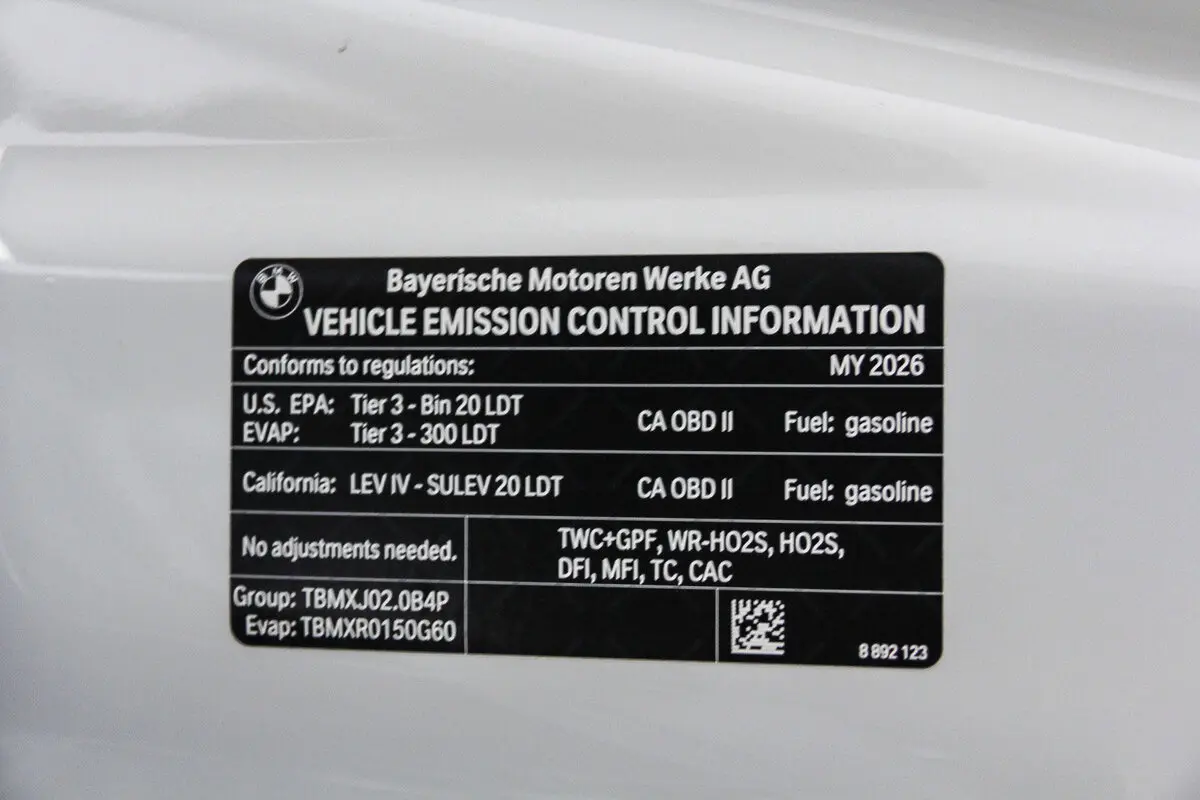 BMW
Bayerische Motoren Werke AG
VEHICLE EMISSION CONTROL INFORMATION
Conforms to regulations: MY 2026
U.S. EPA: Tier 3 - Bin 20 LDT
EVAP: Tier 3 - 300 LDT
CA OBD II Fuel: gasoline
California: LEV IV - SULEV 20 LDT CA OBD II Fuel: gasoline
No adjustments needed.
TWC+GPF, WR-HO2S, HO2S,
DFI, MFI, TC, CAC
Group: TBMXJ02.0B4P
Evap: TBMXR0150G60
8 892 123